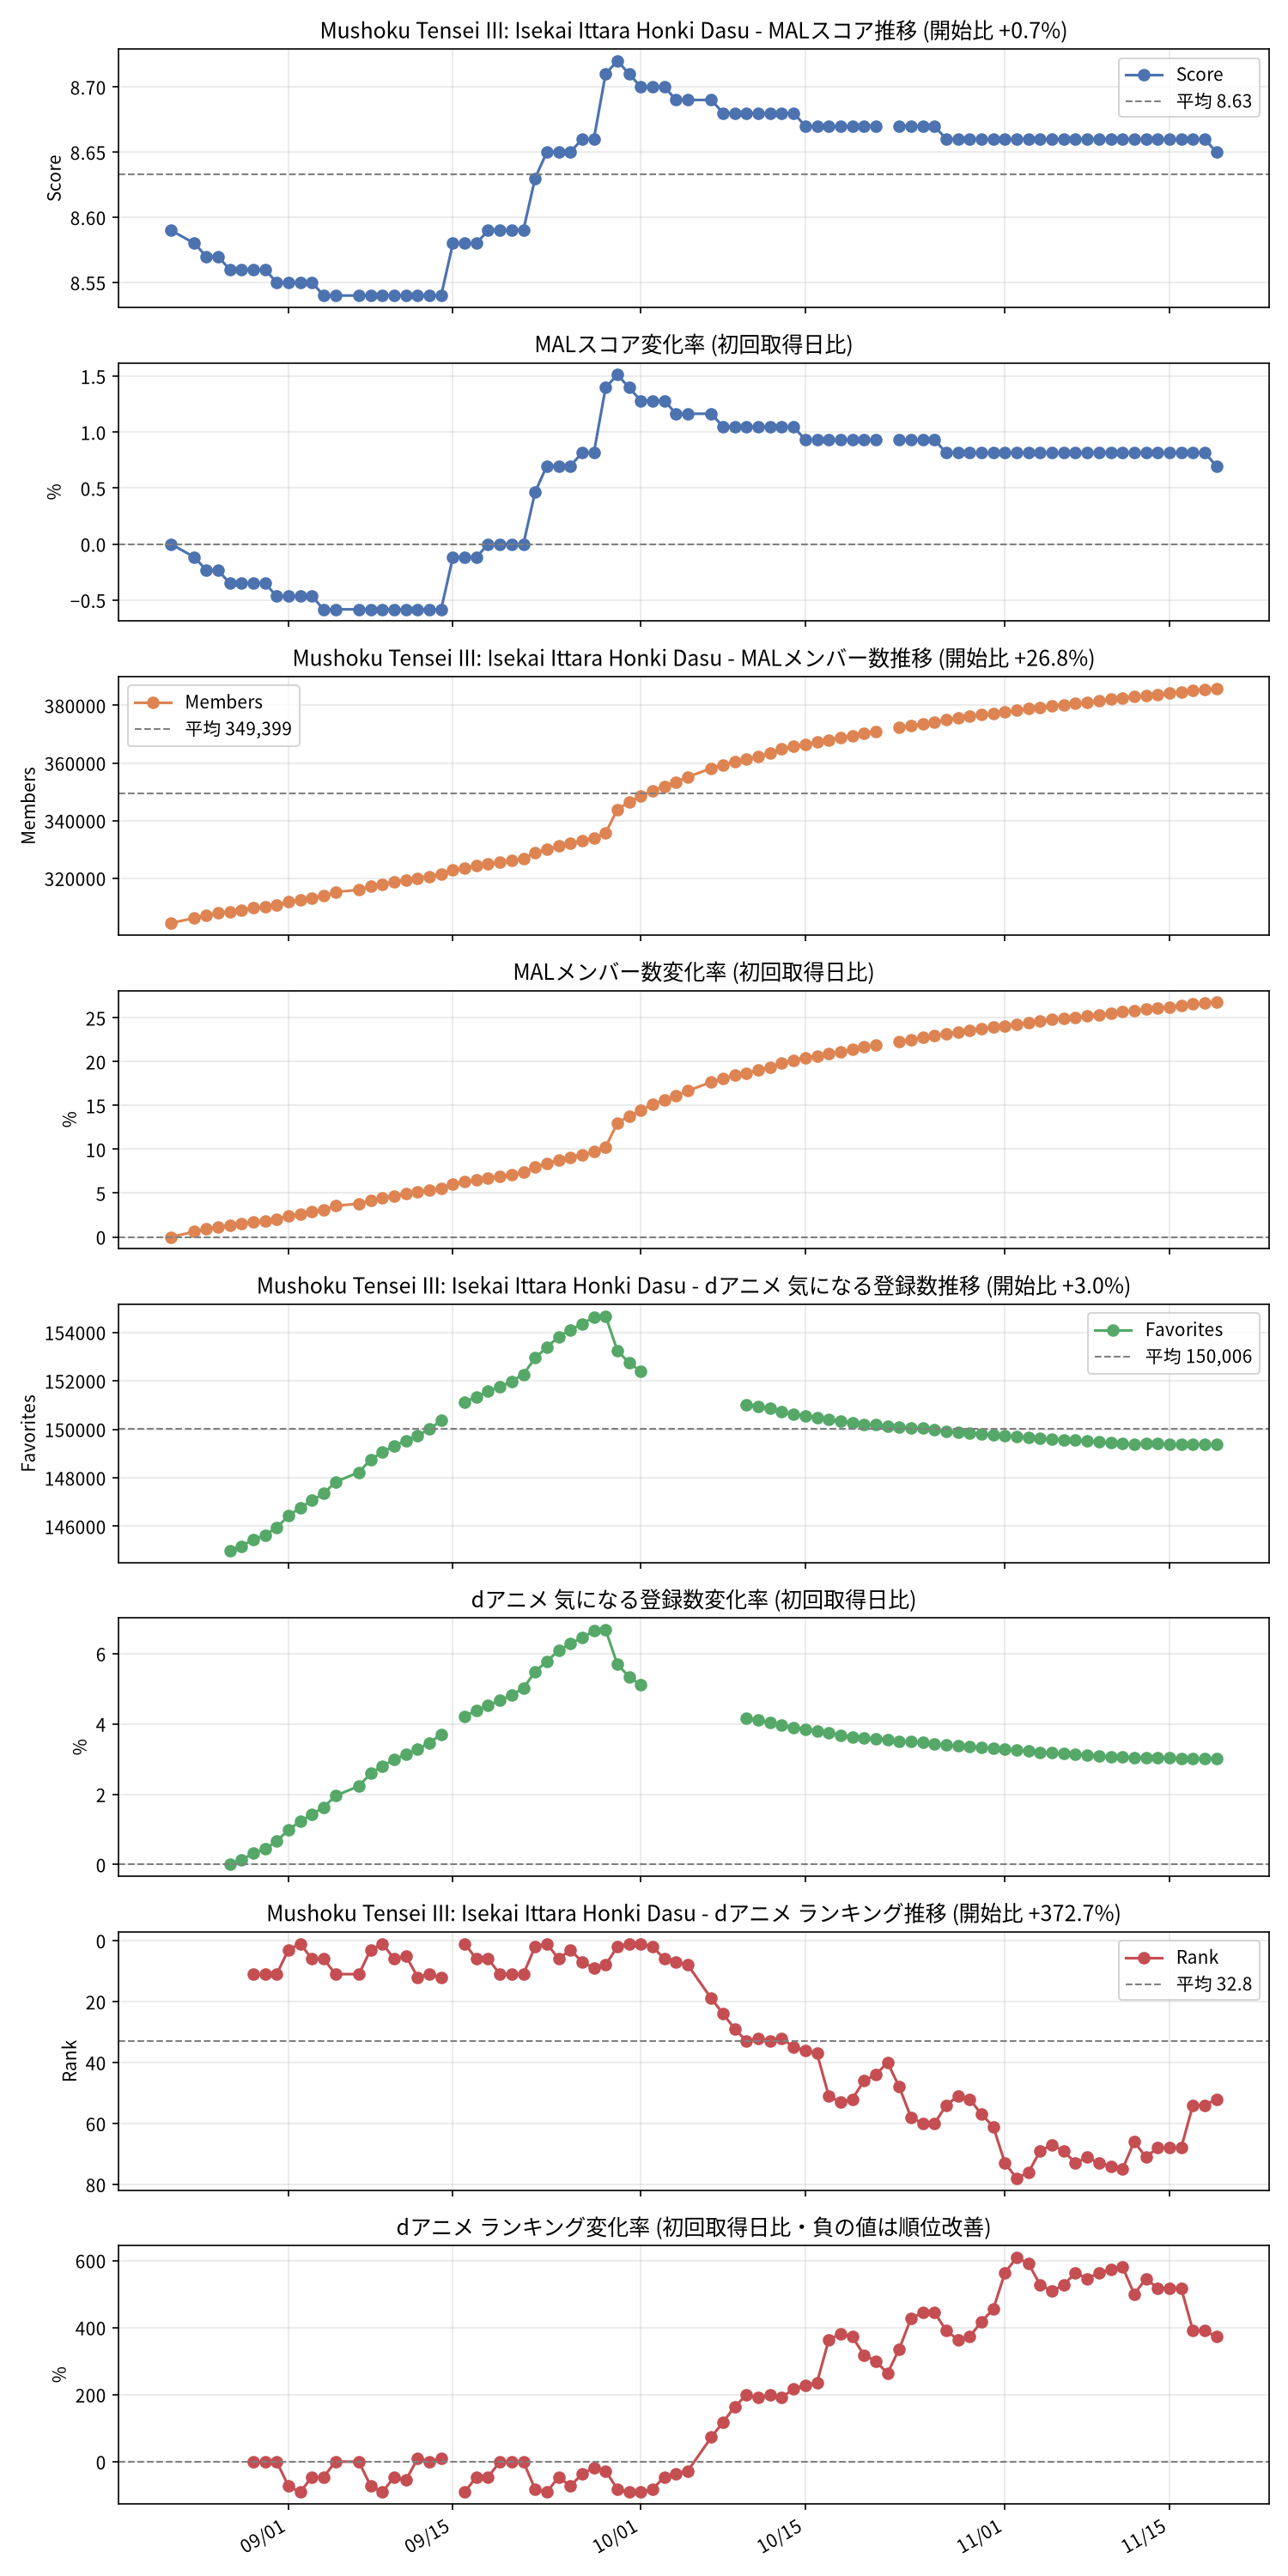 Mushoku Tensei III: Isekai Ittara Honki Dasu - MALスコア推移 (開始比 +0.7%)
Score
8.70
8.65
8.60
8.55
Score
平均 8.63
MALスコア変化率 (初回取得日比)
%
1.5
1.0
0.5
0.0
−0.5
Mushoku Tensei III: Isekai Ittara Honki Dasu - MALメンバー数推移 (開始比 +26.8%)
Members
380000
360000
340000
320000
Members
平均 349,399
MALメンバー数変化率 (初回取得日比)
%
25
20
15
10
5
0
Mushoku Tensei III: Isekai Ittara Honki Dasu - dアニメ 気になる登録数推移 (開始比 +3.0%)
Favorites
154000
152000
150000
148000
146000
Favorites
平均 150,006
dアニメ 気になる登録数変化率 (初回取得日比)
%
6
4
2
0
Mushoku Tensei III: Isekai Ittara Honki Dasu - dアニメ ランキング推移 (開始比 +372.7%)
Rank
0
20
40
60
80
Rank
平均 32.8
dアニメ ランキング変化率 (初回取得日比・負の値は順位改善)
%
600
400
200
0
09/01
09/15
10/01
10/15
11/01
11/15